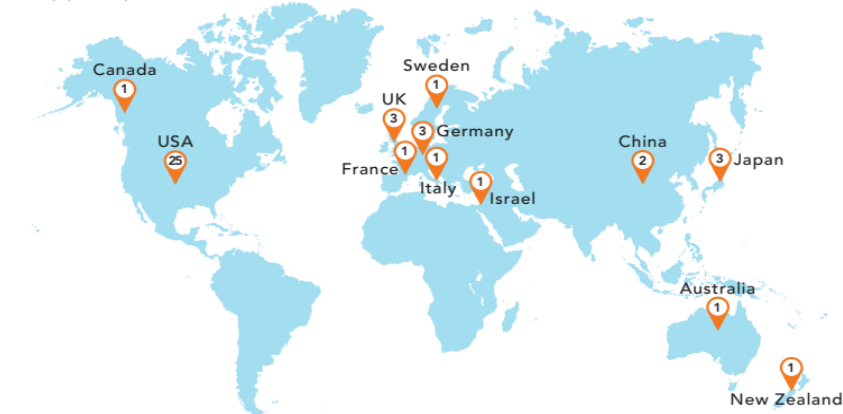 Sweden
Canada
1
1
UK
3
3 Germany
USA
25
China
2
3 Japan
1
1
France
Italy
1
Israel
Australia
1
1
New Zealand